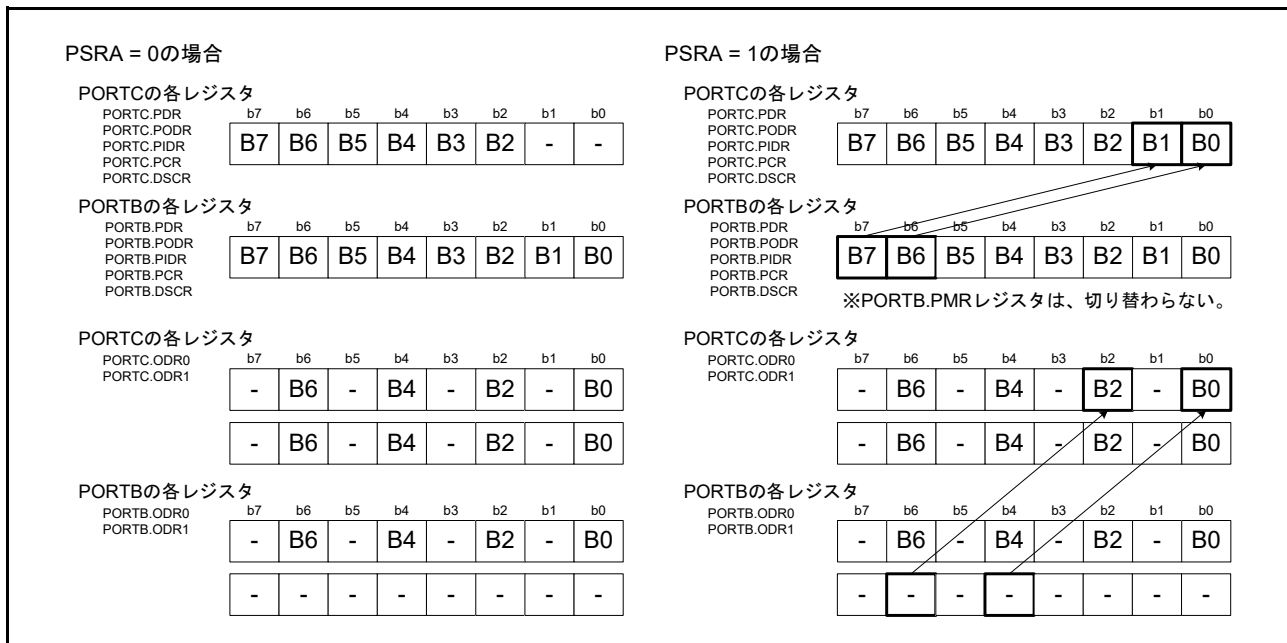 PSRA = 0の場合
PORTCの各レジスタ
PORTC.PDR
PORTC.PODR
PORTC.PIDR
PORTC.PCR
PORTC.DSCR
b7 b6 b5 b4 b3 b2 b1 b0
B7 B6 B5 B4 B3 B2 - -
PORTBの各レジスタ
PORTB.PDR
PORTB.PODR
PORTB.PIDR
PORTB.PCR
PORTB.DSCR
b7 b6 b5 b4 b3 b2 b1 b0
B7 B6 B5 B4 B3 B2 B1 B0
PORTCの各レジスタ
PORTC.ODR0
PORTC.ODR1
b7 b6 b5 b4 b3 b2 b1 b0
- B6 - B4 - B2 - B0
- B6 - B4 - B2 - B0
PORTBの各レジスタ
PORTB.ODR0
PORTB.ODR1
b7 b6 b5 b4 b3 b2 b1 b0
- B6 - B4 - B2 - B0
- - - - - - - -
PSRA = 1の場合
PORTCの各レジスタ
PORTC.PDR
PORTC.PODR
PORTC.PIDR
PORTC.PCR
PORTC.DSCR
b7 b6 b5 b4 b3 b2 b1 b0
B7 B6 B5 B4 B3 B2 B1 B0
PORTBの各レジスタ
PORTB.PDR
PORTB.PODR
PORTB.PIDR
PORTB.PCR
PORTB.DSCR
b7 b6 b5 b4 b3 b2 b1 b0
B7 B6 B5 B4 B3 B2 B1 B0
※PORTB.PMRレジスタは、切り替わらない。
PORTCの各レジスタ
PORTC.ODR0
PORTC.ODR1
b7 b6 b5 b4 b3 b2 b1 b0
- B6 - B4 - B2 - B0
- B6 - B4 - B2 - B0
PORTBの各レジスタ
PORTB.ODR0
PORTB.ODR1
b7 b6 b5 b4 b3 b2 b1 b0
- B6 - B4 - B2 - B0
- - - - - - - -